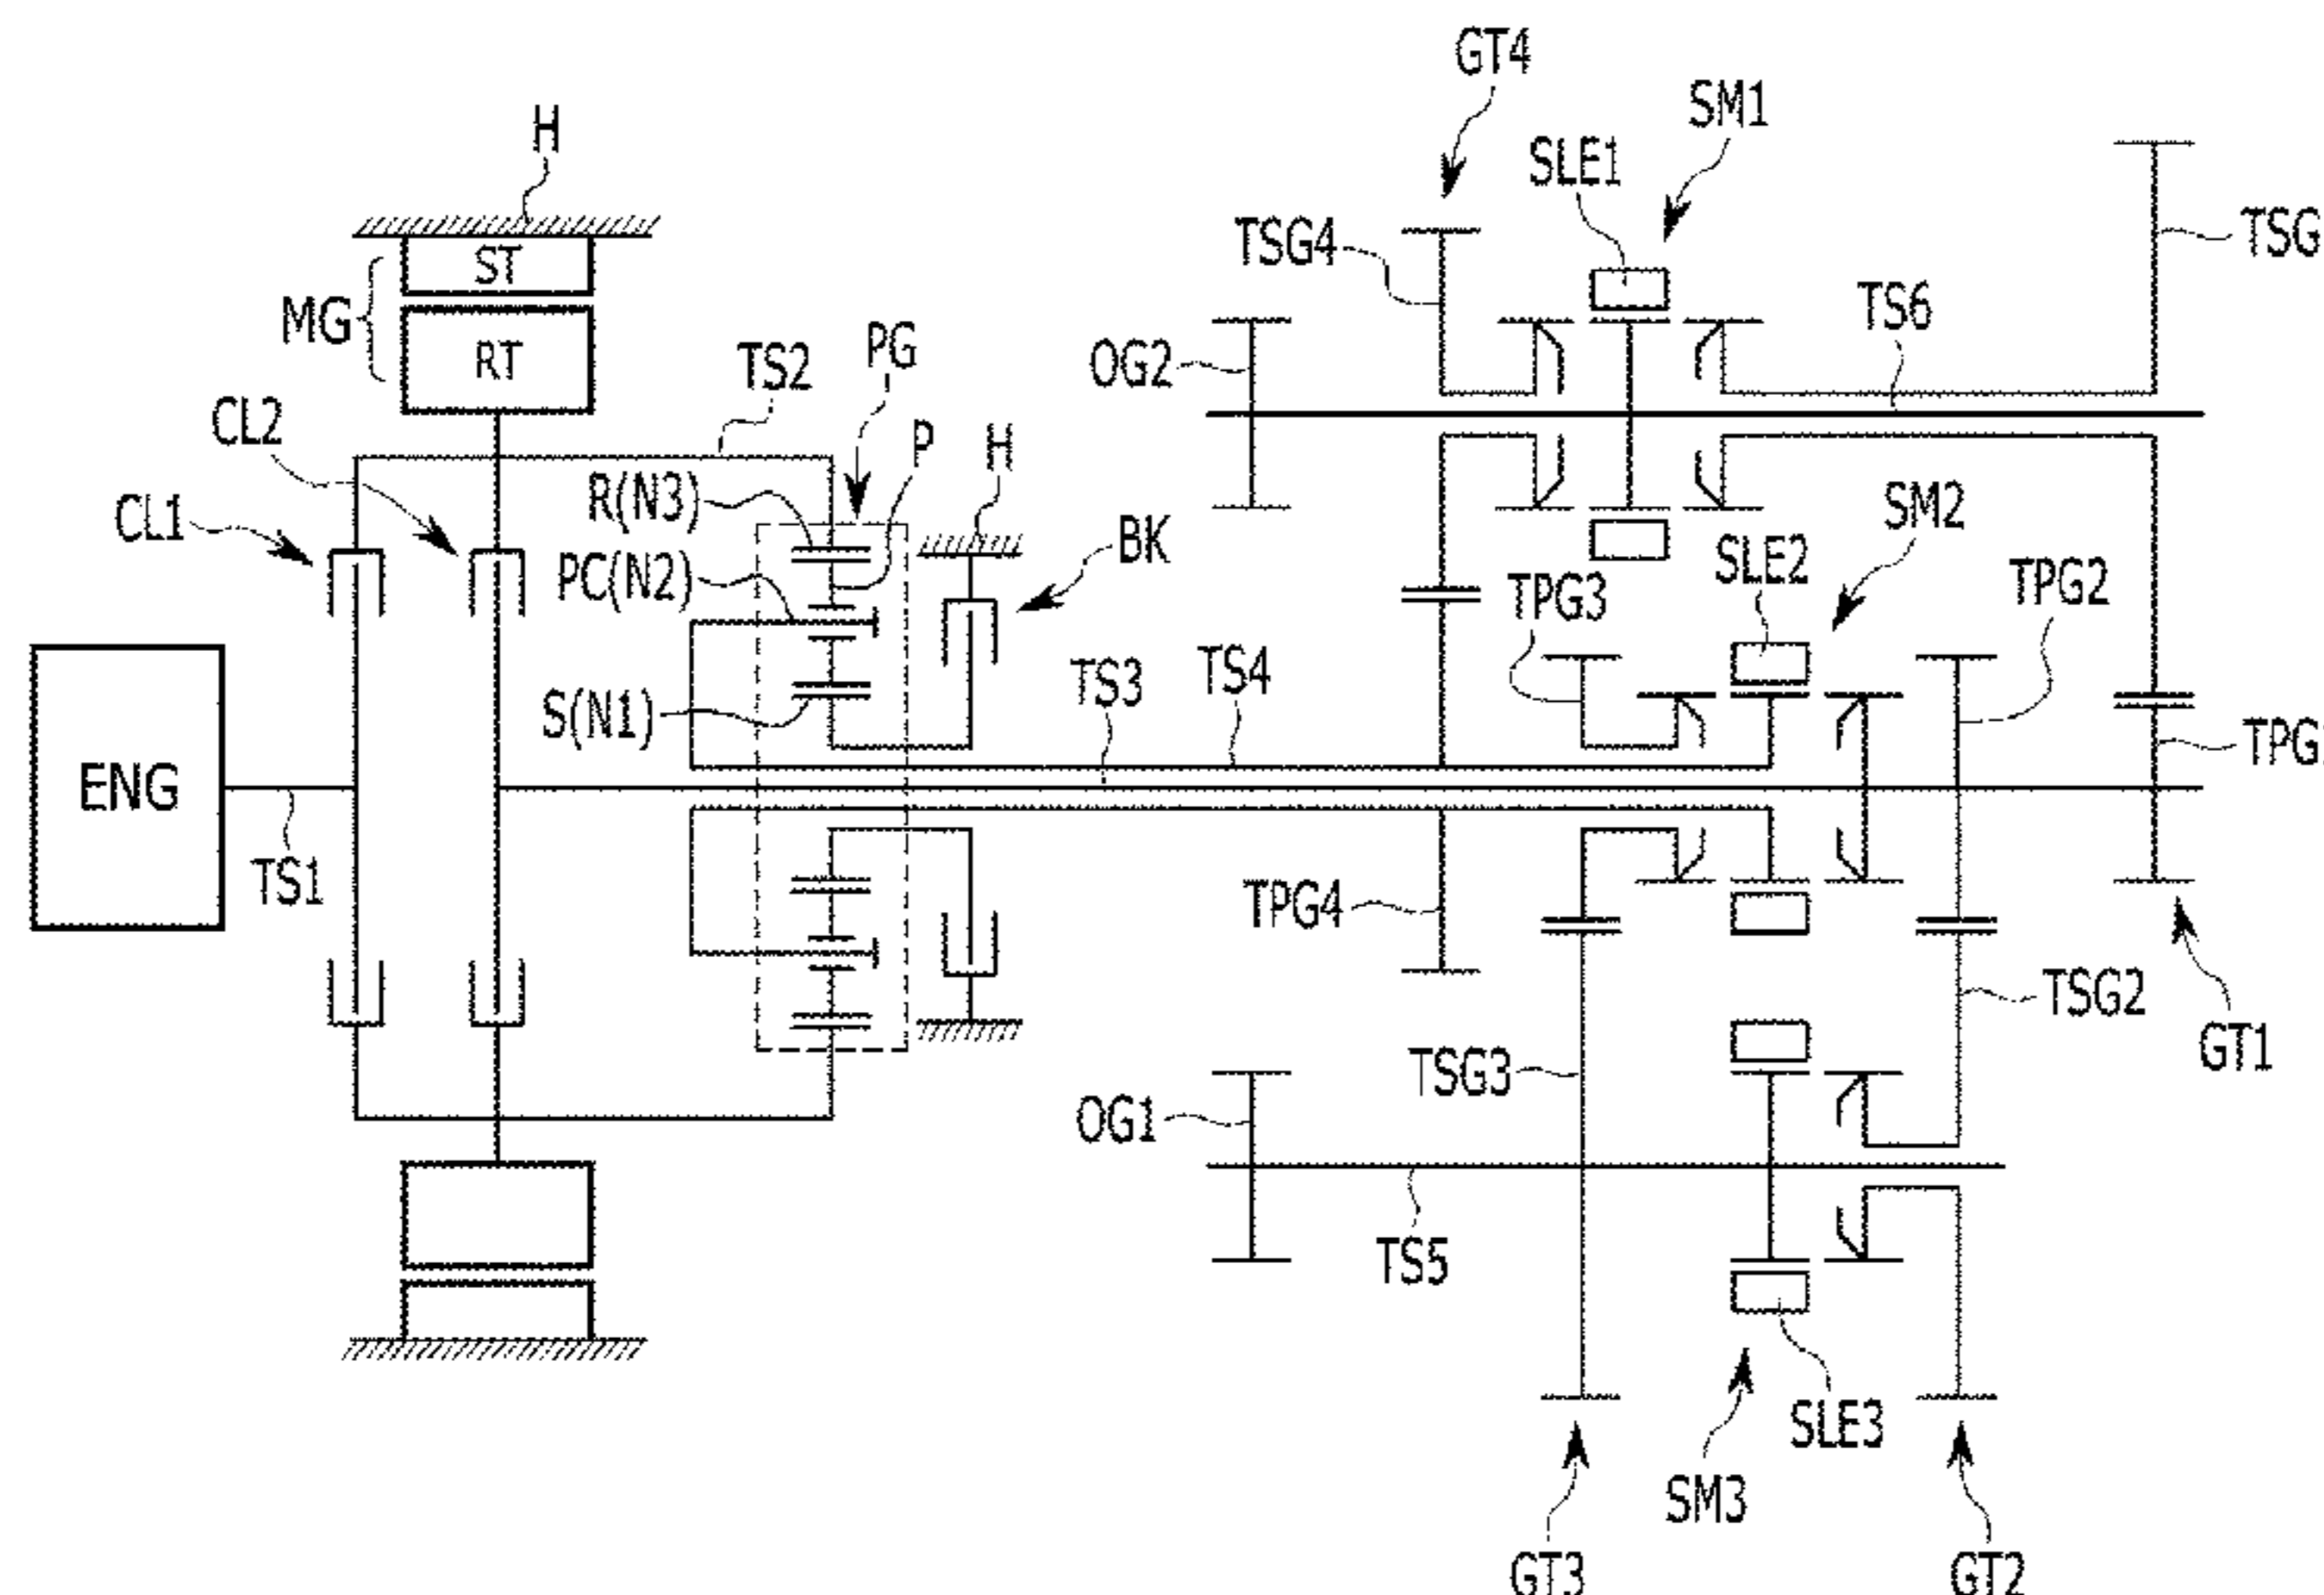 GT4
SM1
H
SLE1
TSG4
TSG
ST
MG
RT
TS6
PG
TS2
OG2
CL2
P
H
R(N3)
SM2
CL1
BK
SLE2
PC(N2)
TPG3
TPG2
TS3
TS4
S(N1)
TPG
ENG
TS1
TPG4
TSG2
GT1
TSG3
OG1
TS5
SLE3
SM3
GT3
GT2